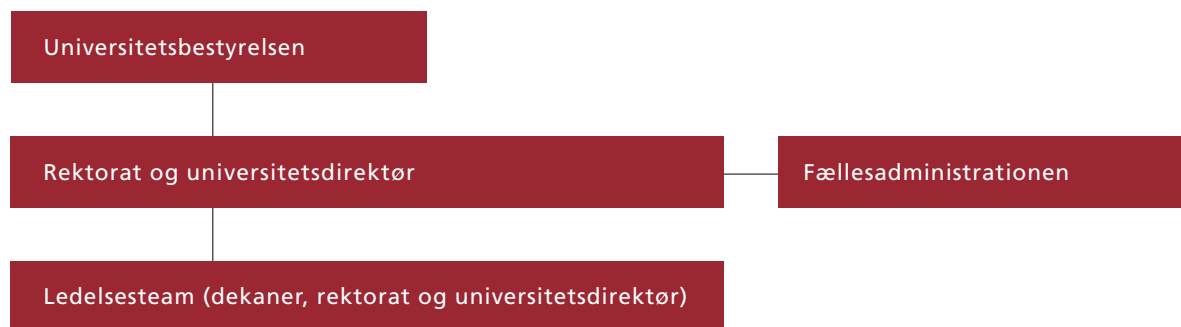 Universitetsbestyrelsen
Rektorat og universitetsdirektør
Fællesadministrationen
Ledelsesteam (dekaner, rektorat og universitetsdirektør)